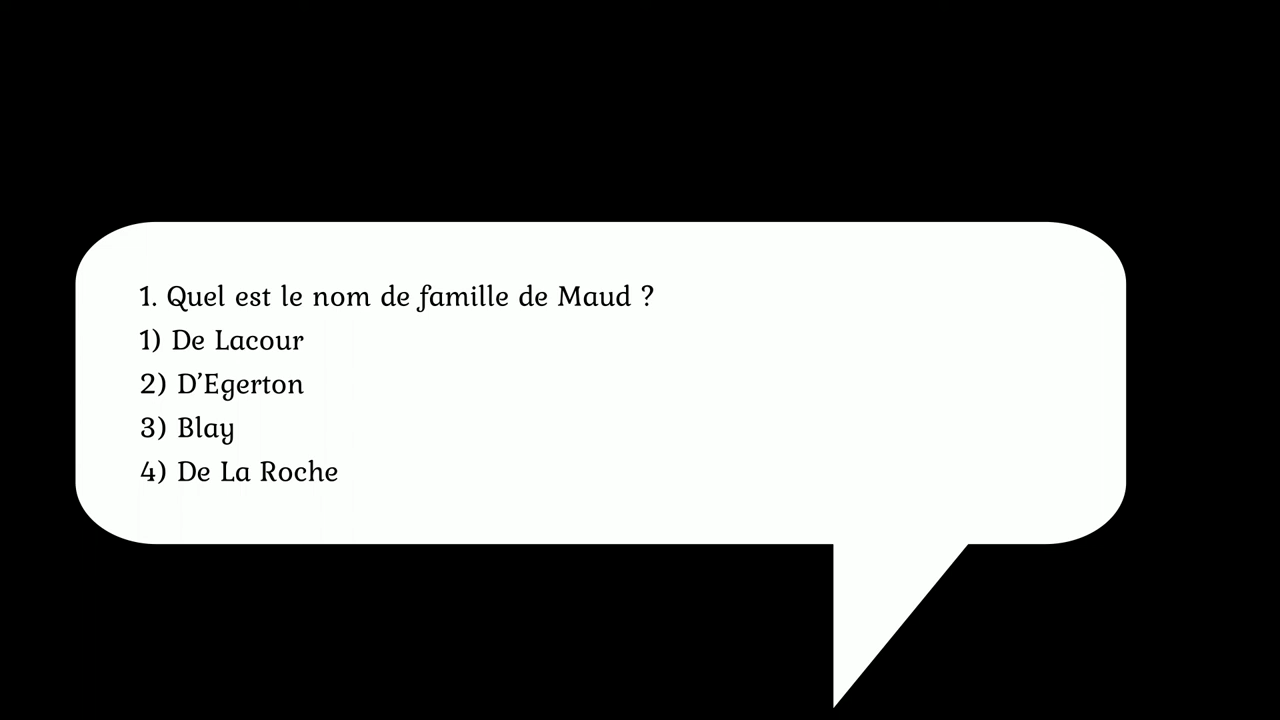 1. Quel est le nom de famille de Maud ?
1) De Lacour
2) D’Egerton
3) Blay
4) De La Roche